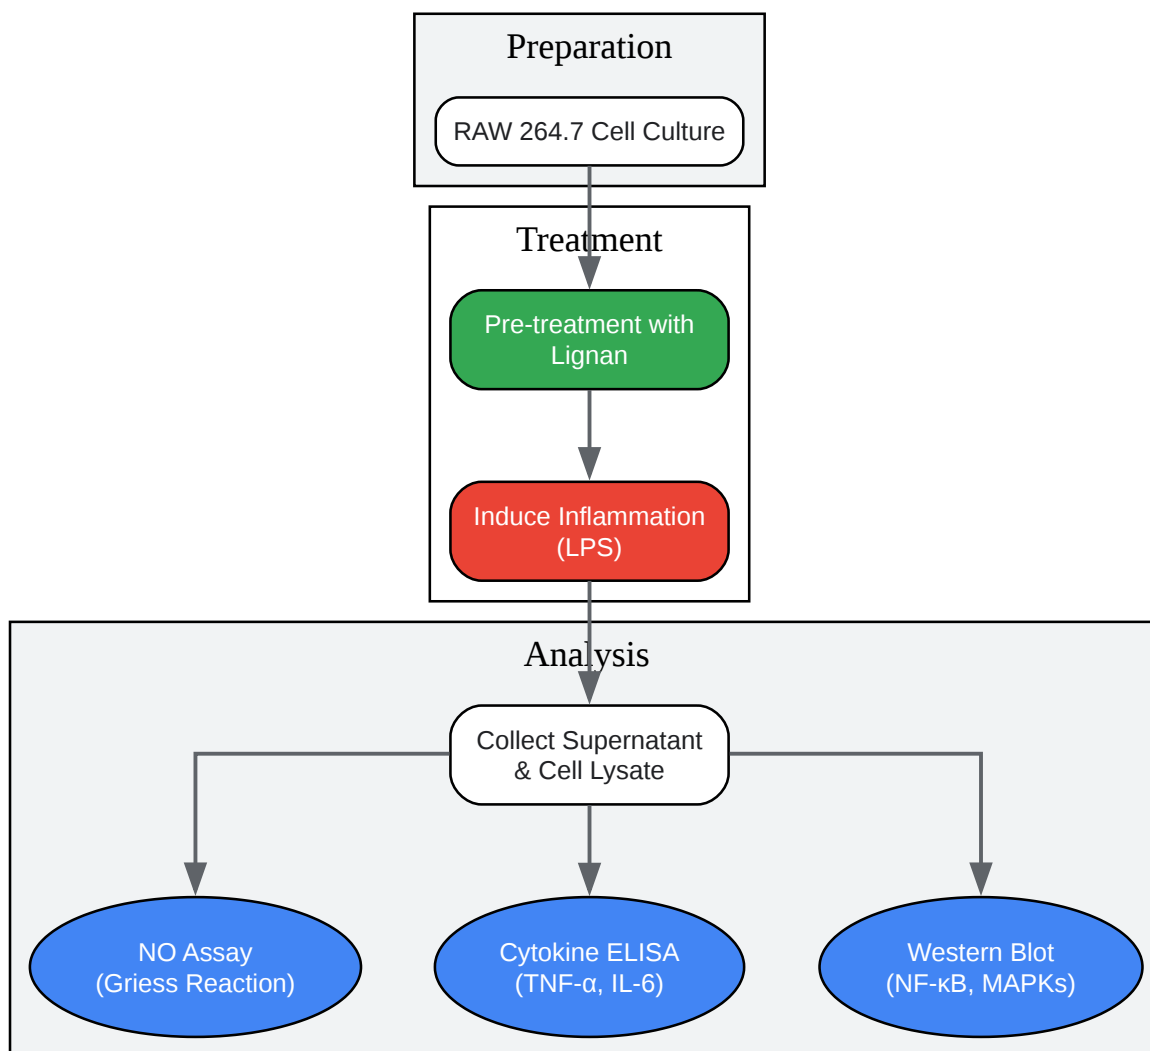 Preparation
RAW 264.7 Cell Culture
Treatment
Pre-treatment with
Lignan
Induce Inflammation
(LPS)
Analysis
Collect Supernatant
& Cell Lysate
NO Assay
(Griess Reaction)
Cytokine ELISA
(TNF-α, IL-6)
Western Blot
(NF-κB, MAPKs)